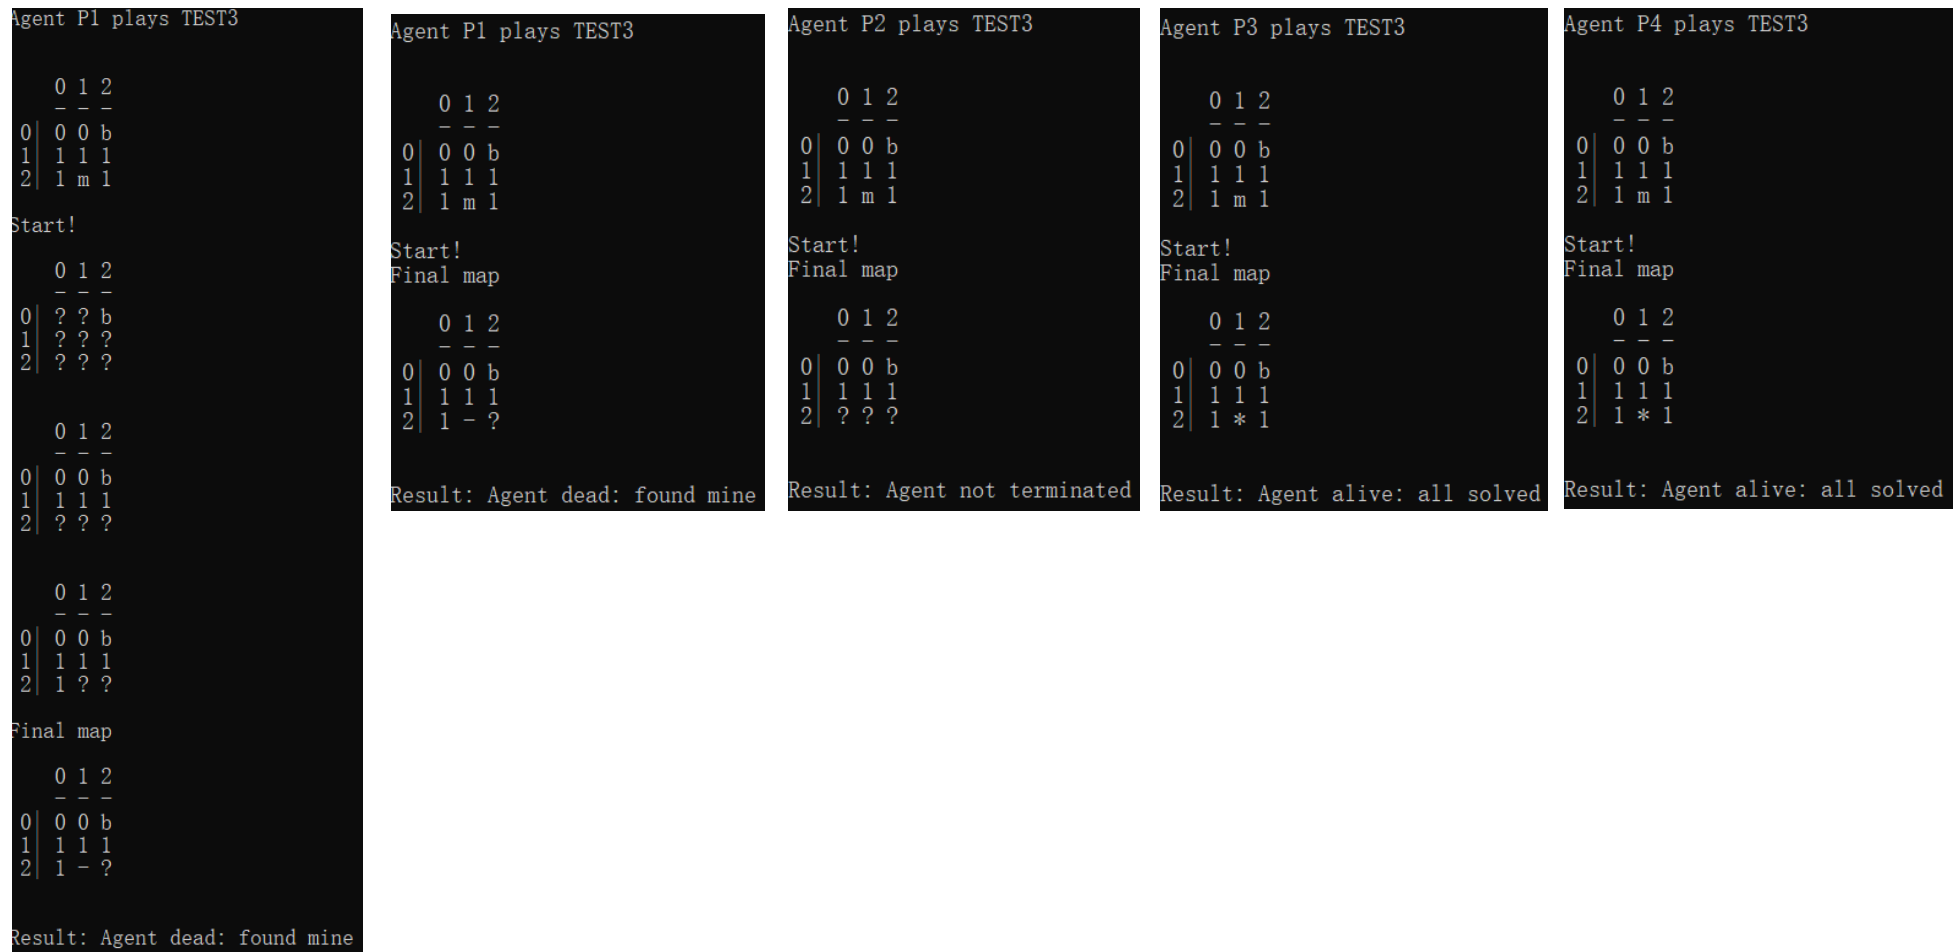 Agent P1 plays TEST3
0 1 2
- - -
0| 0 0 b
1| 1 1 1
2| 1 m 1
Start!
0 1 2
- - -
0| ? ? b
1| ? ? ?
2| ? ? ?
0 1 2
- - -
0| 0 0 b
1| 1 1 1
2| ? ? ?
0 1 2
- - -
0| 0 0 b
1| 1 1 1
2| 1 ? ?
Final map
0 1 2
- - -
0| 0 0 b
1| 1 1 1
2| 1 - ?
Result: Agent dead: found mine
Agent P1 plays TEST3
0 1 2
- - -
0| 0 0 b
1| 1 1 1
2| 1 m 1
Start!
Final map
0 1 2
- - -
0| 0 0 b
1| 1 1 1
2| 1 - ?
Result: Agent dead: found mine
Agent P2 plays TEST3
0 1 2
- - -
0| 0 0 b
1| 1 1 1
2| 1 m 1
Start!
Final map
0 1 2
- - -
0| 0 0 b
1| 1 1 1
2| ? ? ?
Result: Agent not terminated
Agent P3 plays TEST3
0 1 2
- - -
0| 0 0 b
1| 1 1 1
2| 1 m 1
Start!
Final map
0 1 2
- - -
0| 0 0 b
1| 1 1 1
2| 1 * 1
Result: Agent alive: all solved
Agent P4 plays TEST3
0 1 2
- - -
0| 0 0 b
1| 1 1 1
2| 1 m 1
Start!
Final map
0 1 2
- - -
0| 0 0 b
1| 1 1 1
2| 1 * 1
Result: Agent alive: all solved